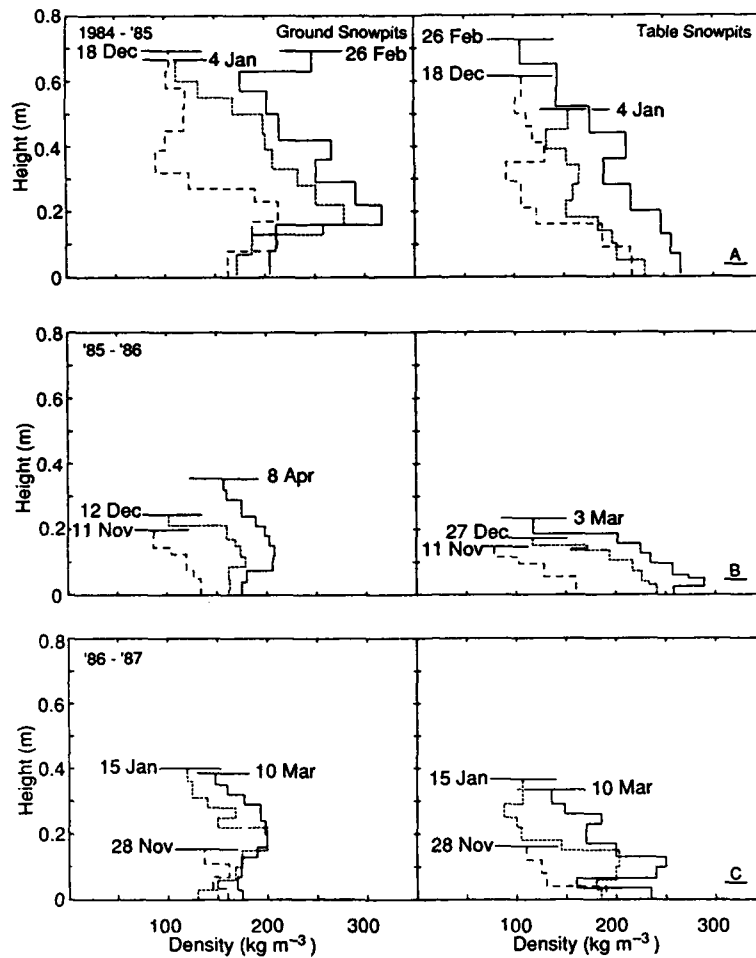 1984 - '85 Ground Snowpits Table Snowpits
18 Dec 4 Jan 26 Feb
26 Feb
18 Dec
4 Jan
0.8
0.6
0.4
0.2
0
Height (m)
A
'85 - '86
8 Apr
12 Dec
11 Nov
3 Mar
27 Dec
11 Nov
0.8
0.6
0.4
0.2
0
Height (m)
B
'86 - '87
15 Jan
10 Mar
28 Nov
15 Jan
10 Mar
28 Nov
0.8
0.6
0.4
0.2
0
Height (m)
C
100 200 300 100 200 300
Density (kg m⁻³) Density (kg m⁻³)